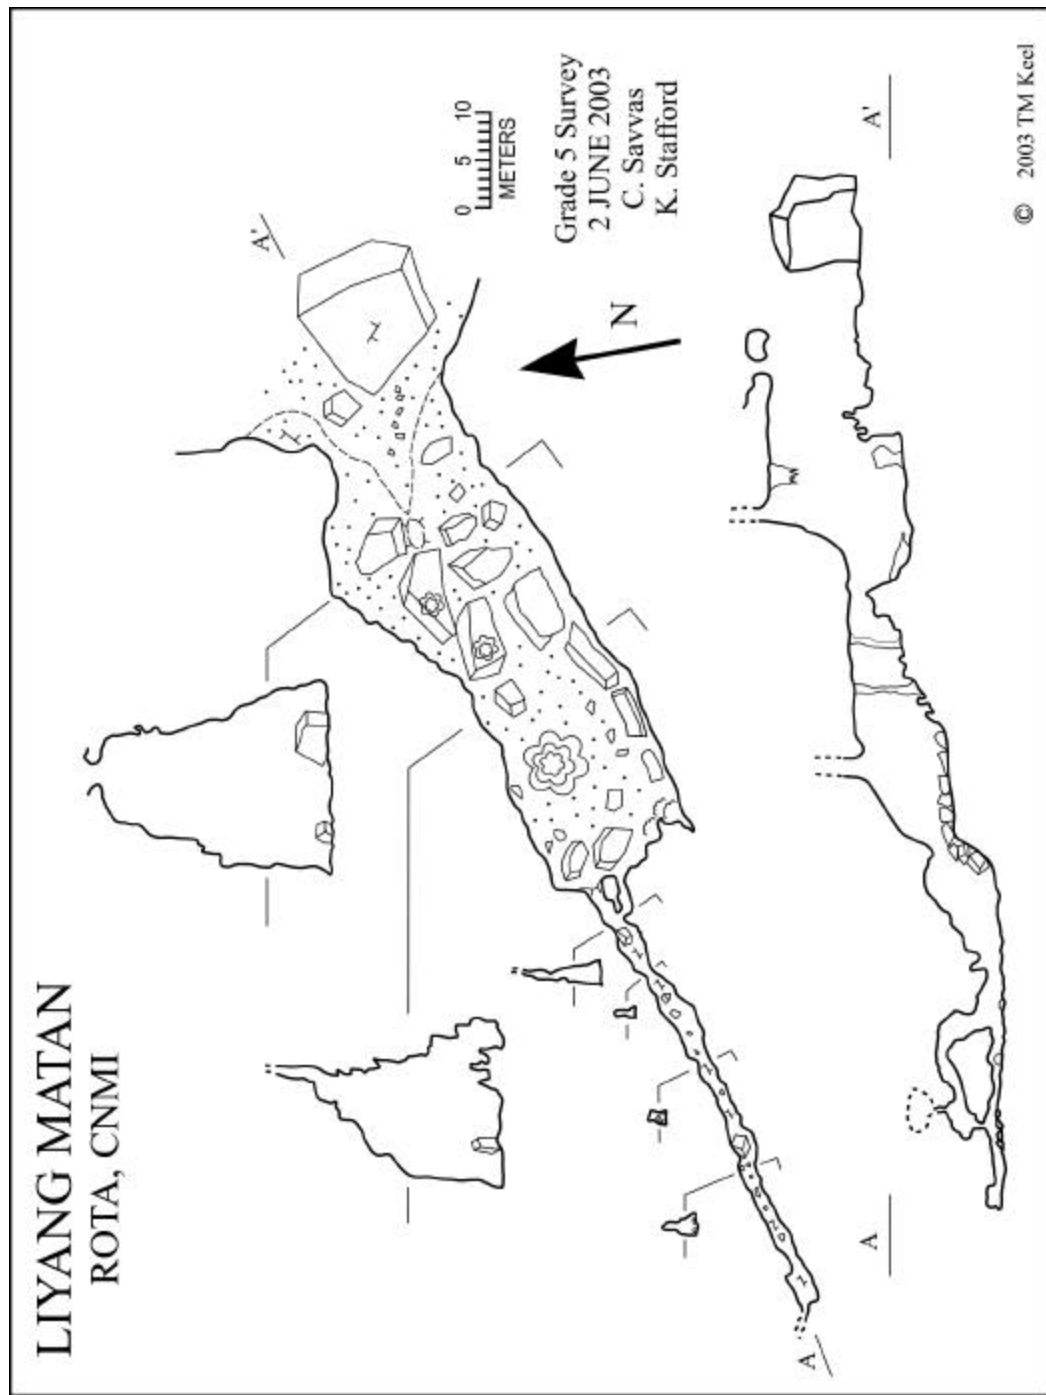 LIYANG MATAN
ROTA, CNMI
A'
0 5 10
METERS
Grade 5 Survey
2 JUNE 2003
C. Savvas
K. Stafford
N
A
A
A'
© 2003 TM Keel